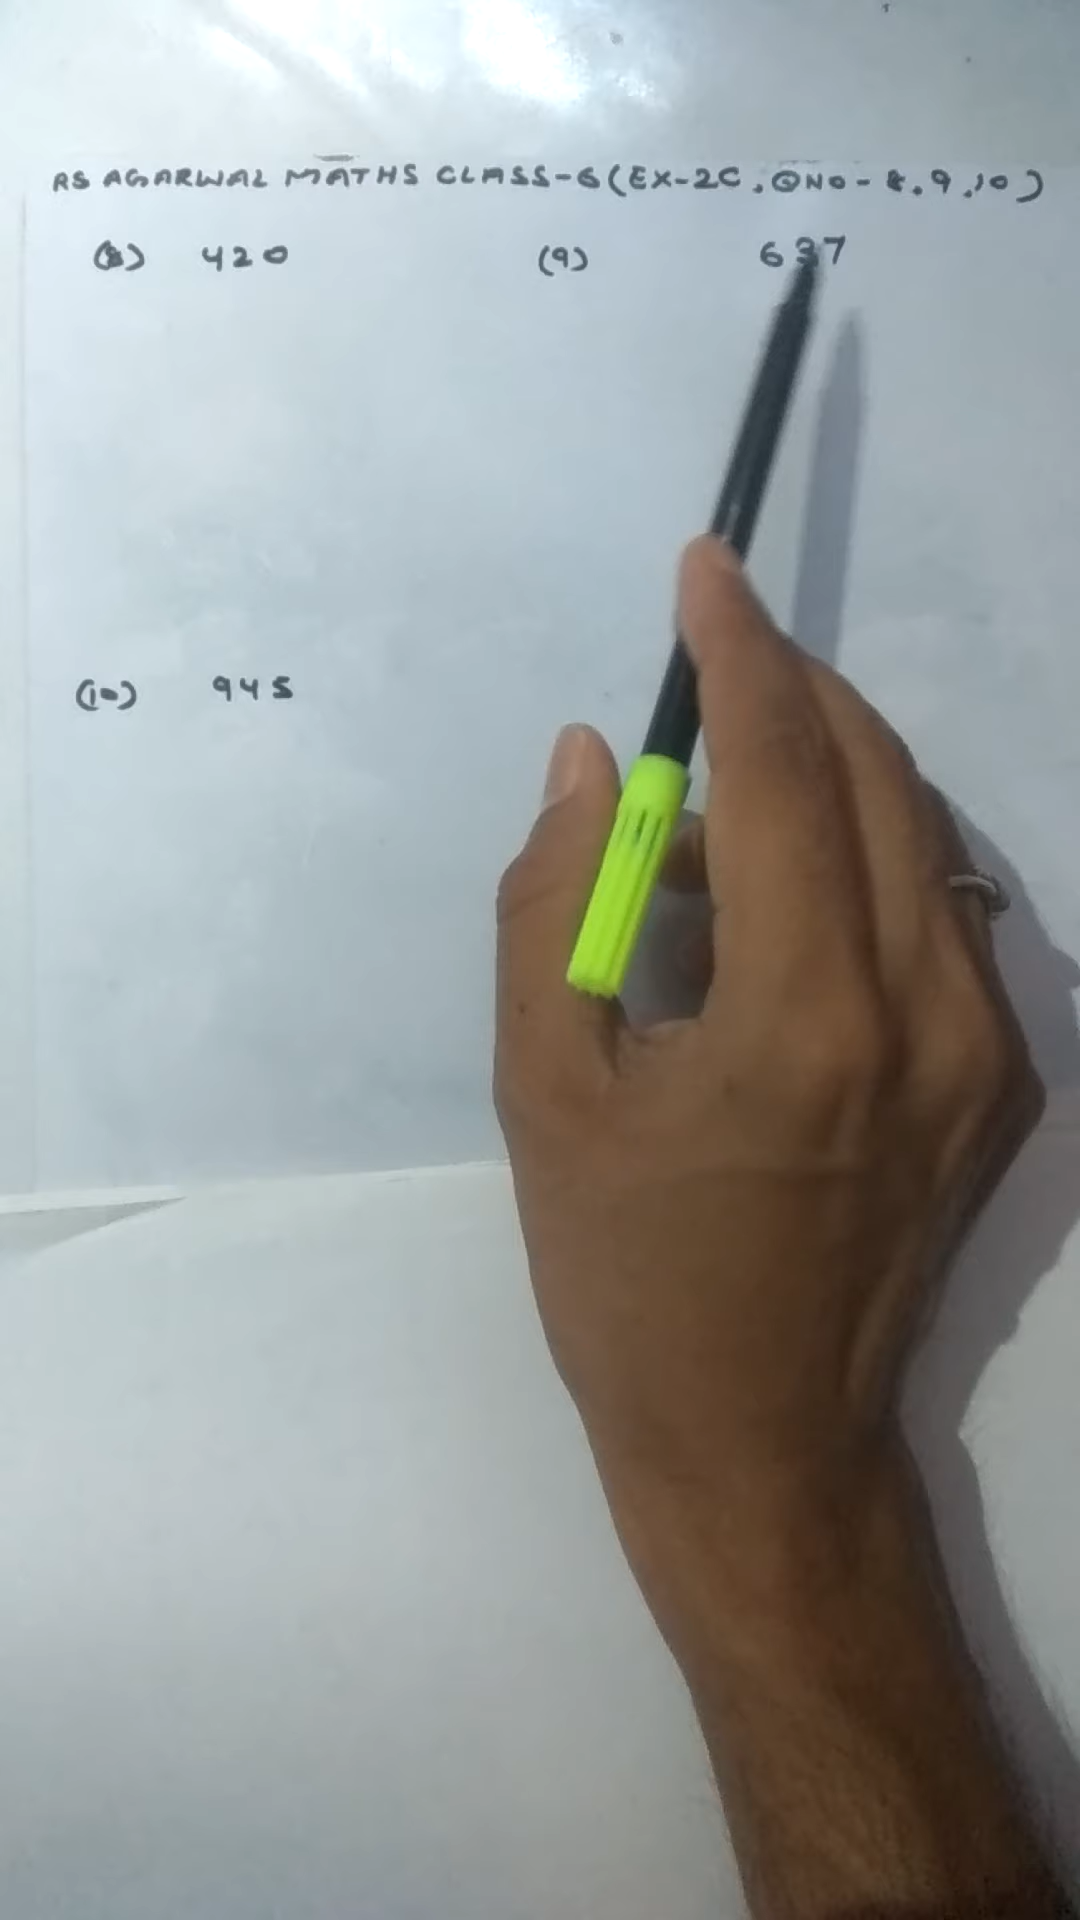 RS AGARWAL MATHS CLASS-6 (EX-2C, QNO- 8, 9, 10)
(8) 420 (9) 637
(10) 945